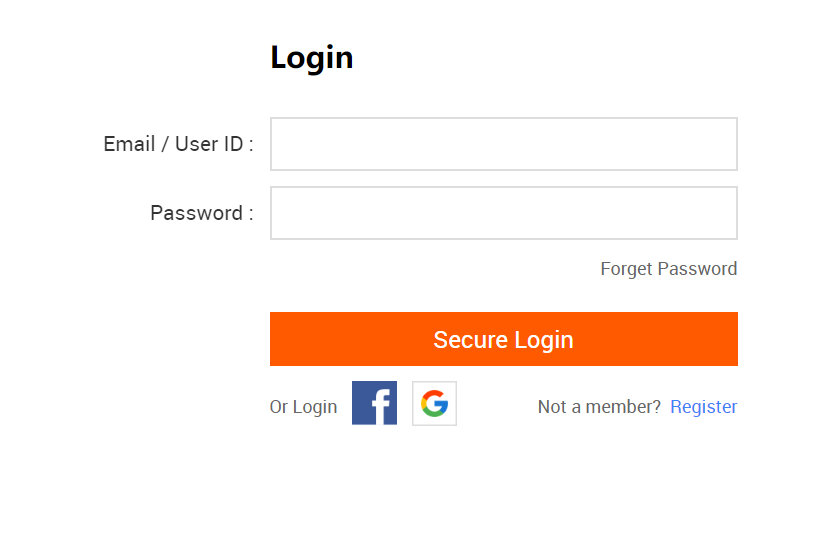 Login
Email / User ID :
Password :
Forget Password
Secure Login
Or Login f G Not a member? Register